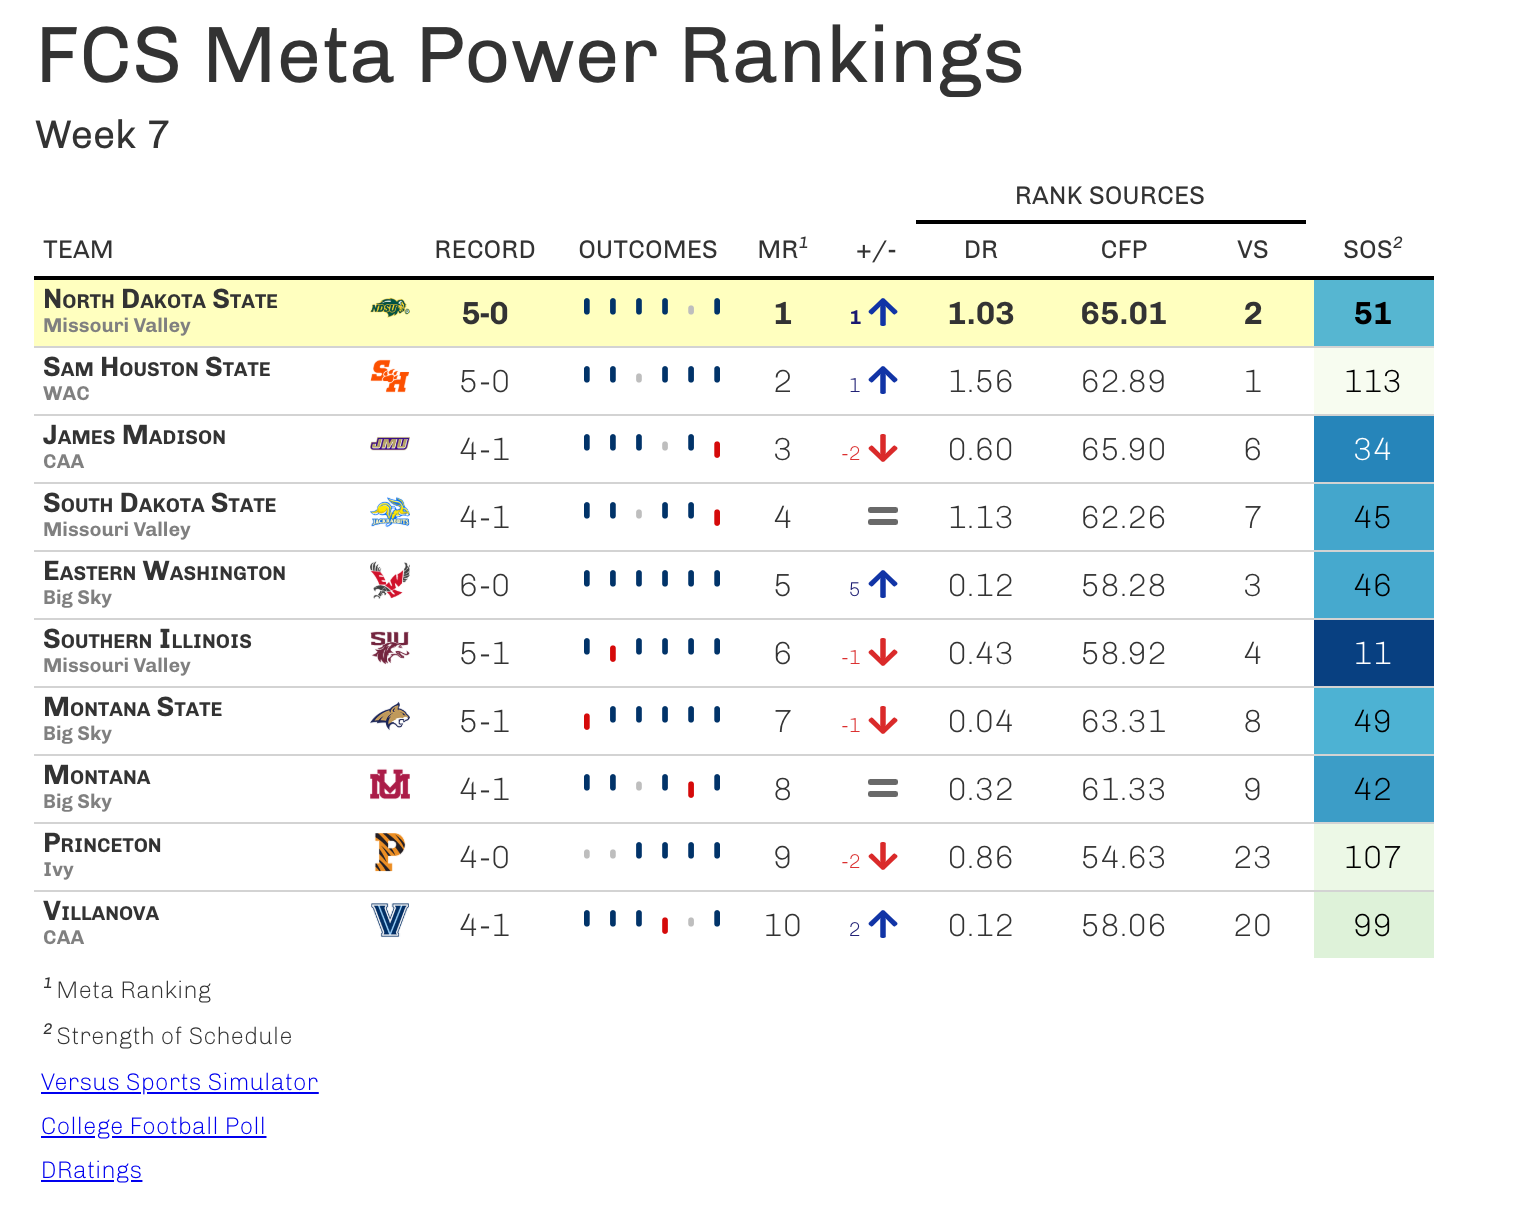 FCS Meta Power Rankings
Week 7
RANK SOURCES
TEAM RECORD OUTCOMES MR1 +/- DR CFP VS SOS2
NORTH DAKOTA STATE NDSU 5-0 1 1 1.03 65.01 2 51
Missouri Valley
SAM HOUSTON STATE SH 5-0 2 1 1.56 62.89 1 113
WAC
JAMES MADISON JMU 4-1 3 -2 0.60 65.90 6 34
CAA
SOUTH DAKOTA STATE JACKRABBITS 4-1 4 = 1.13 62.26 7 45
Missouri Valley
EASTERN WASHINGTON 6-0 5 5 0.12 58.28 3 46
Big Sky
SOUTHERN ILLINOIS SIU 5-1 6 -1 0.43 58.92 4 11
Missouri Valley
MONTANA STATE 5-1 7 -1 0.04 63.31 8 49
Big Sky
MONTANA UM 4-1 8 = 0.32 61.33 9 42
Big Sky
PRINCETON P 4-0 9 -2 0.86 54.63 23 107
Ivy
VILLANOVA V 4-1 10 2 0.12 58.06 20 99
CAA
1 Meta Ranking
2 Strength of Schedule
Versus Sports Simulator
College Football Poll
DRatings